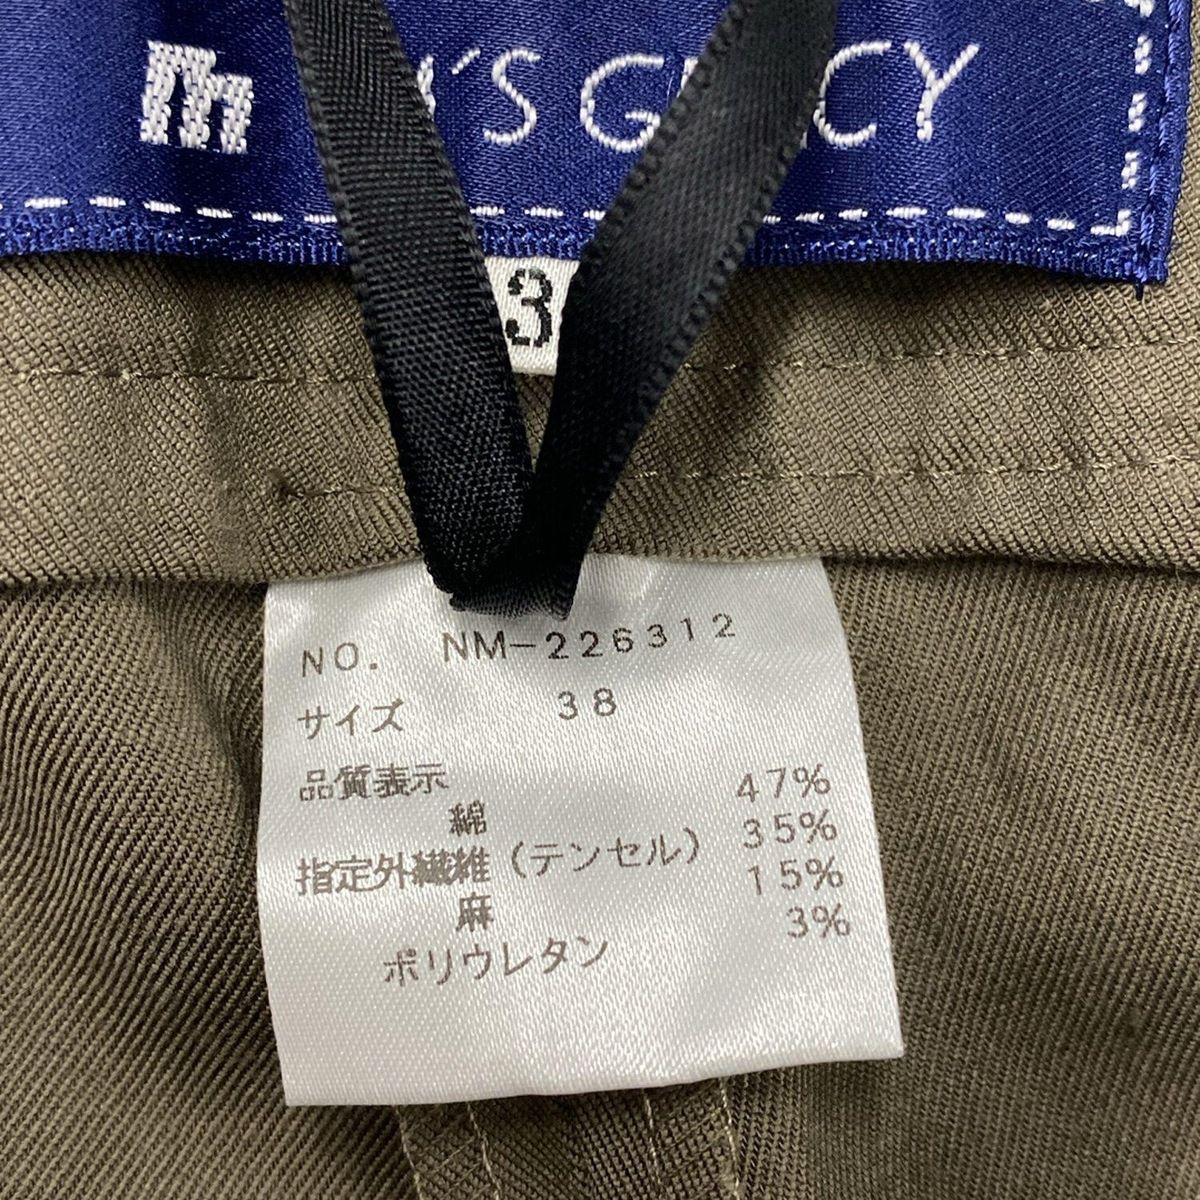 m 'S G CY
3
NO. NM-226312
サイズ 38
品質表示
綿 47%
指定外繊維(テンセル) 35%
麻 15%
ポリウレタン 3%